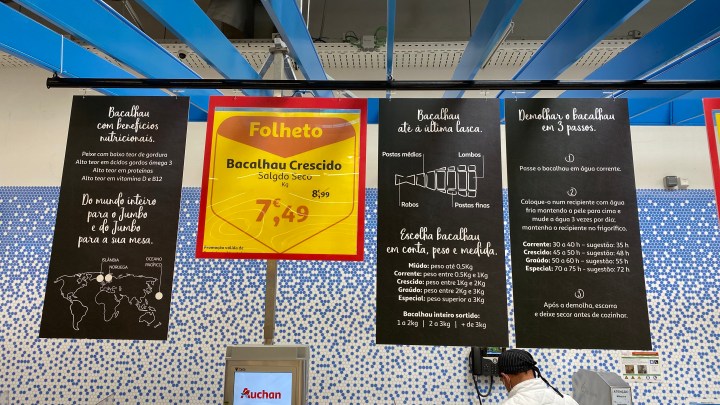 Bacalhau
com benefícios
nutricionais.
Peixe com baixo teor de gordura
Alto teor em ácidos gordos ómega 3
Alto teor em proteínas
Alto teor em vitamina D e B12
Do mundo inteiro
para o Jumbo
e do Jumbo
para a sua mesa.
ISLÂNDIA
NORUEGA
OCEANO
PACÍFICO
Folheto
Bacalhau Crescido
Salgdo Seco
Kg
8,99
7,49
€
Bacalhau
até à última lasca.
Postas médias
Lombos
Rabos
Postas finas
Escolha bacalhau
em conta, peso e medida.
Miúdo: peso até 0,5Kg
Corrente: peso entre 0,5Kg e 1Kg
Crescido: peso entre 1Kg e 2Kg
Graúdo: peso entre 2Kg e 3Kg
Especial: peso superior a 3Kg
Bacalhau inteiro sortido:
1 a 2kg | 2 a 3kg | + de 3kg
Demolhar o bacalhau
em 3 passos.
1
Passe o bacalhau em água corrente.
2
Coloque-o num recipiente com água
fria mantendo a pele para cima e
mude a água 3 vezes por dia;
mantenha o recipiente no frigorífico.
Corrente: 30 a 40 h - sugestão: 35 h
Crescido: 45 a 50 h - sugestão: 48 h
Graúdo: 50 a 60 h - sugestão: 55 h
Especial: 70 a 75 h - sugestão: 72 h
3
Após a demolha, escorra
e deixe secar antes de cozinhar.
Auchan